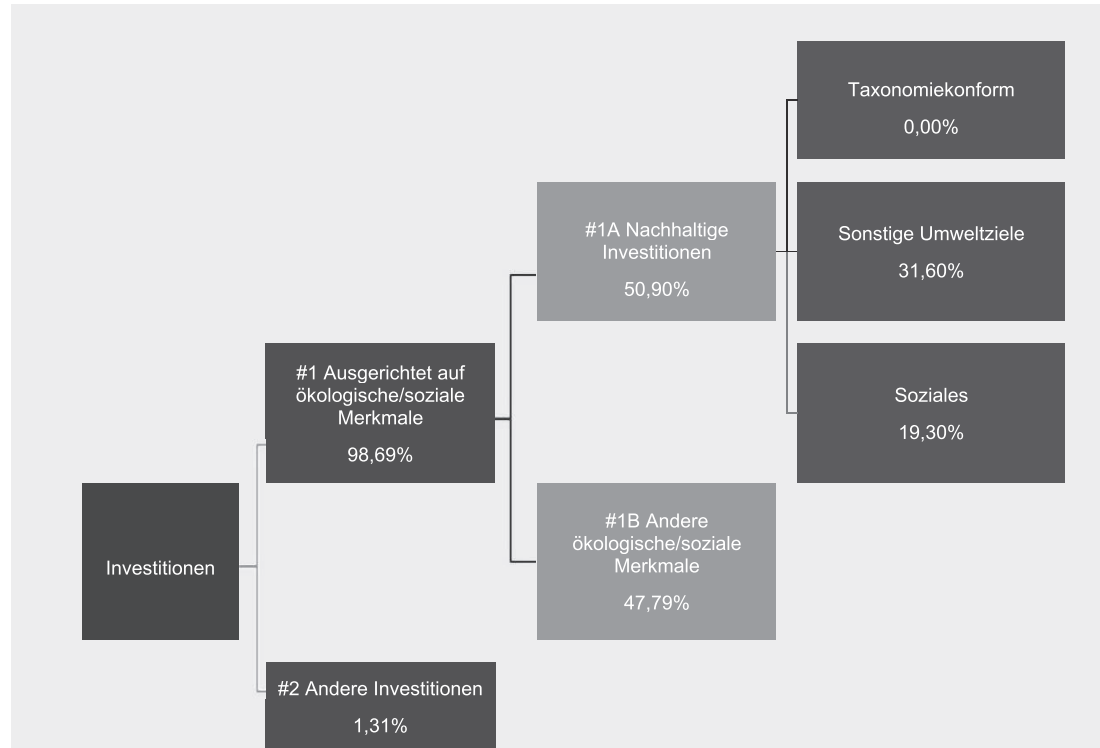 Investitionen
#1 Ausgerichtet auf
ökologische/soziale
Merkmale
98,69%
#2 Andere Investitionen
1,31%
#1A Nachhaltige
Investitionen
50,90%
#1B Andere
ökologische/soziale
Merkmale
47,79%
Taxonomiekonform
0,00%
Sonstige Umweltziele
31,60%
Soziales
19,30%